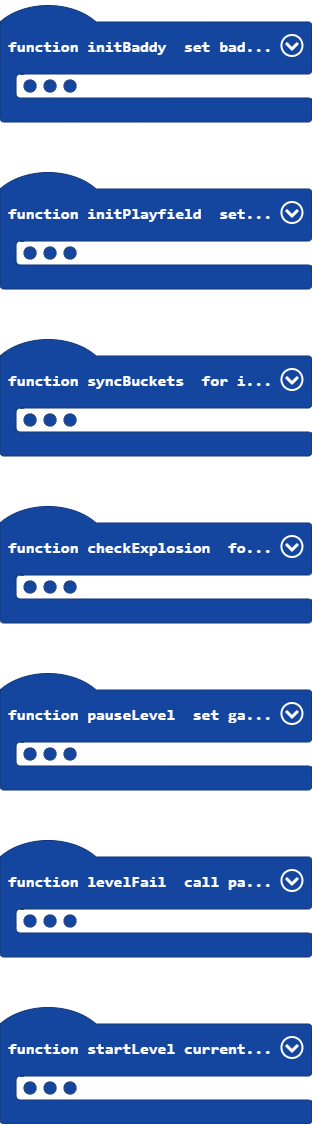 function initBaddy  set bad...
function initPlayfield  set...
function syncBuckets  for i...
function checkExplosion  fo...
function pauseLevel  set ga...
function levelFail  call pa...
function startLevel current...